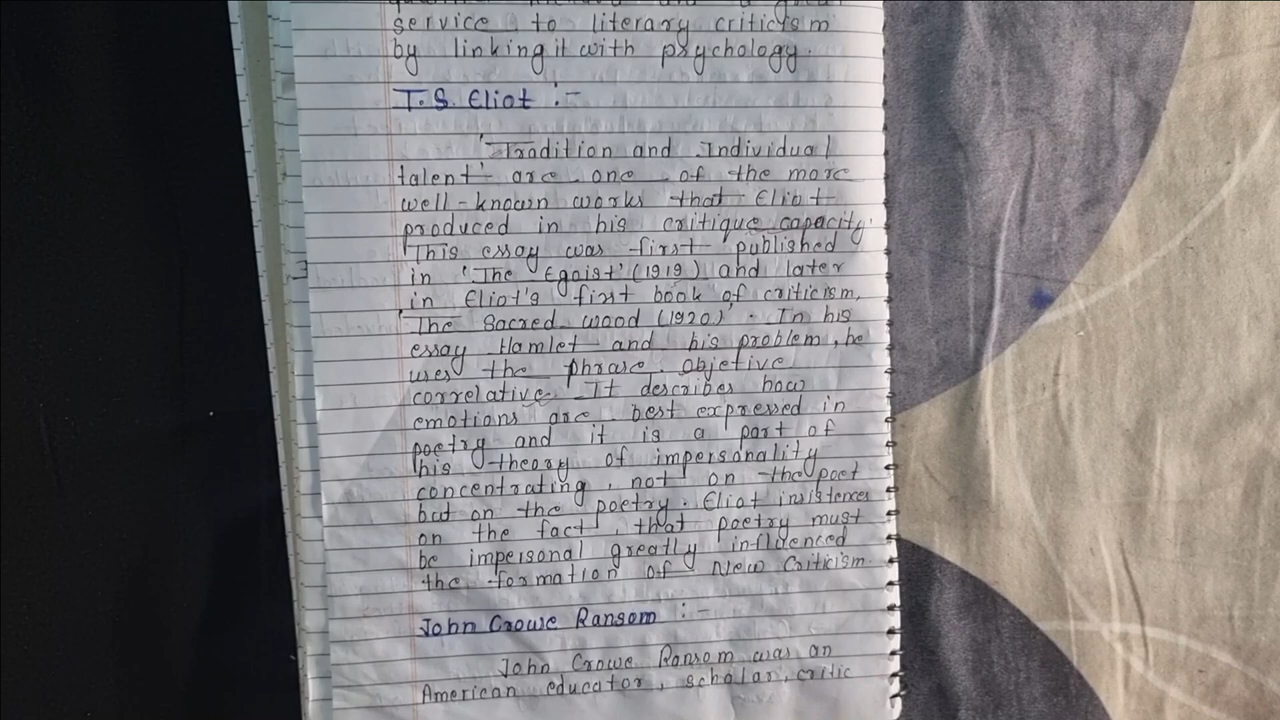 service to literary criticism
by linking it with psychology.
T. S. Eliot :-
'Tradition and Individual
talent' are one of the more
well-known works that Eliot
produced in his critique capacity.
This essay was first published
in 'The Egoist' (1919) and later
in Eliot's first book of criticism,
'The Sacred wood (1920)'. In his
essay Hamlet and his problem, he
uses the phrase objetive
correlative. It describes how
emotions are best expressed in
poetry and it is a part of
his theory of impersonality
concentrating, not on the poet
but on the poetry. Eliot insistences
on the fact, that poetry must
be impersonal greatly influenced
the formation of New Criticism.
John Crowe Ransom :-
John Crowe Ransom was an
American educator, scholar, critic